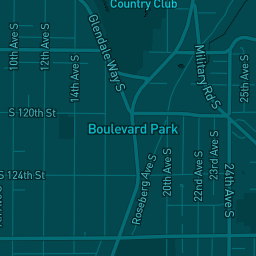 Country Club
Glendale Way S
Military Rd S
10th Ave S
12th Ave S
14th Ave S
25th Ave S
S 120th St
Boulevard Park
S 124th St
Roseberg Ave S
20th Ave S
22nd Ave S
23rd Ave S
24th Ave S